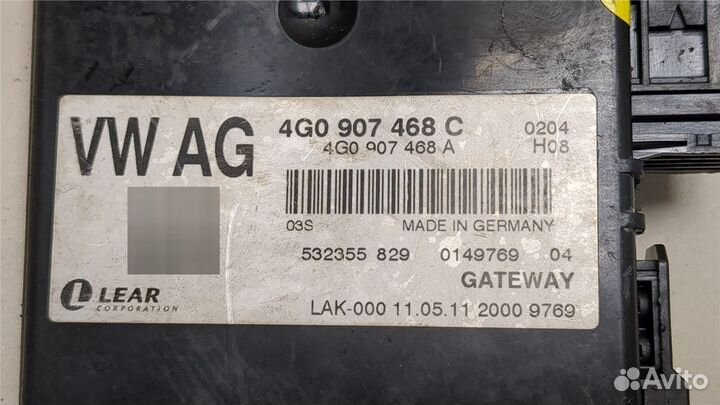 VW AG
4G0 907 468 C 0204
4G0 907 468 A H08
03S MADE IN GERMANY
532355 829 0149769 04
GATEWAY
LEAR
CORPORATION
LAK-000 11.05.11 2000 9769
Avito